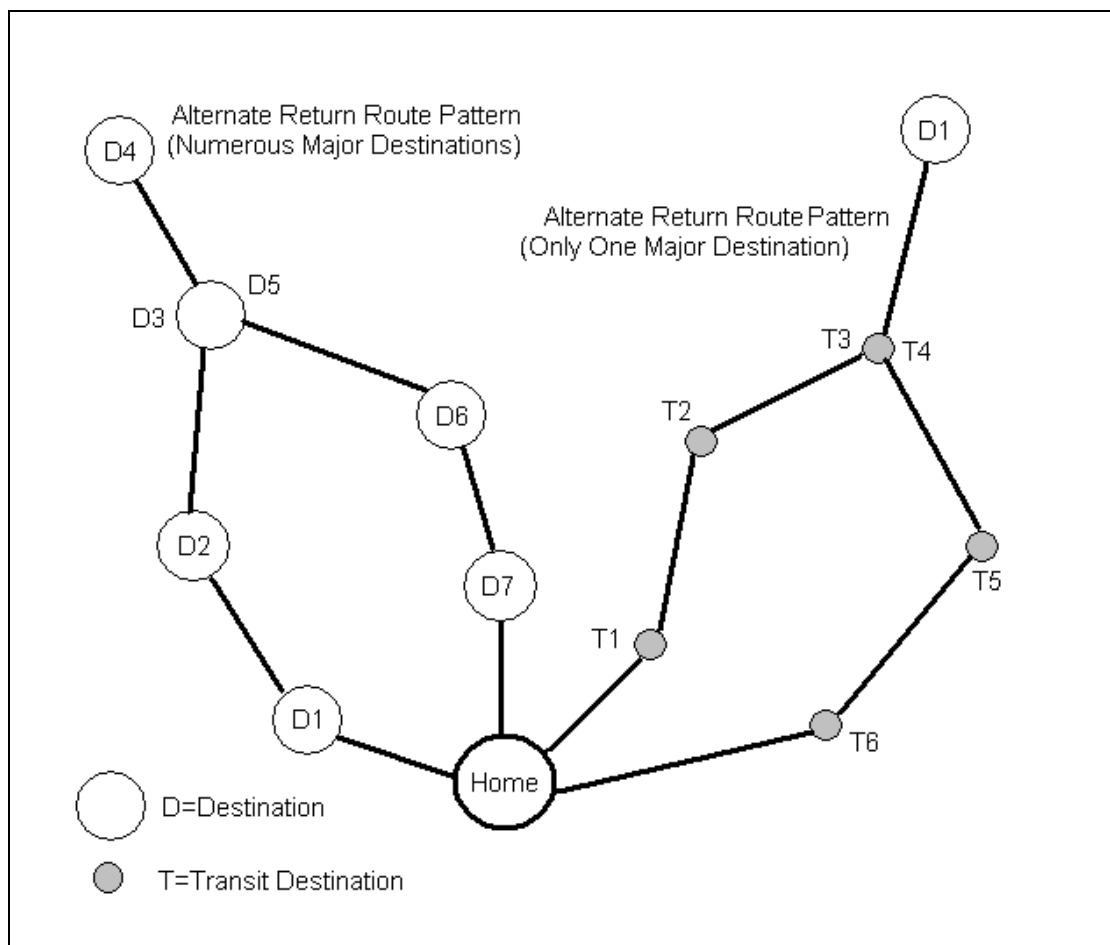 Alternate Return Route Pattern
(Numerous Major Destinations)
D4
D1
Alternate Return Route Pattern
(Only One Major Destination)
D5
D3
T3
T4
D6
T2
D2
T5
D7
T1
D1
T6
Home
D=Destination
T=Transit Destination